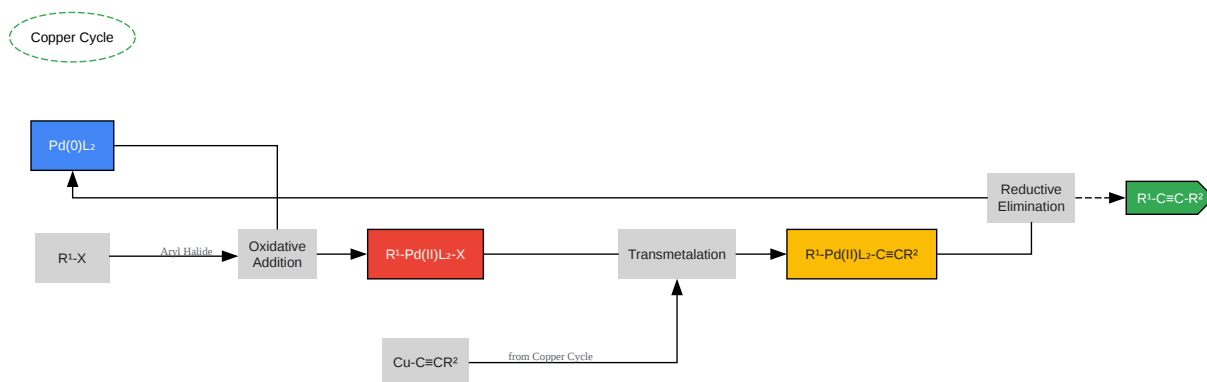 Copper Cycle
Pd(0)L₂
Reductive
Elimination
R¹-C≡C-R²
R¹-X
Aryl Halide
Oxidative
Addition
R¹-Pd(II)L₂-X
Transmetalation
R¹-Pd(II)L₂-C≡CR²
Cu-C≡CR²
from Copper Cycle